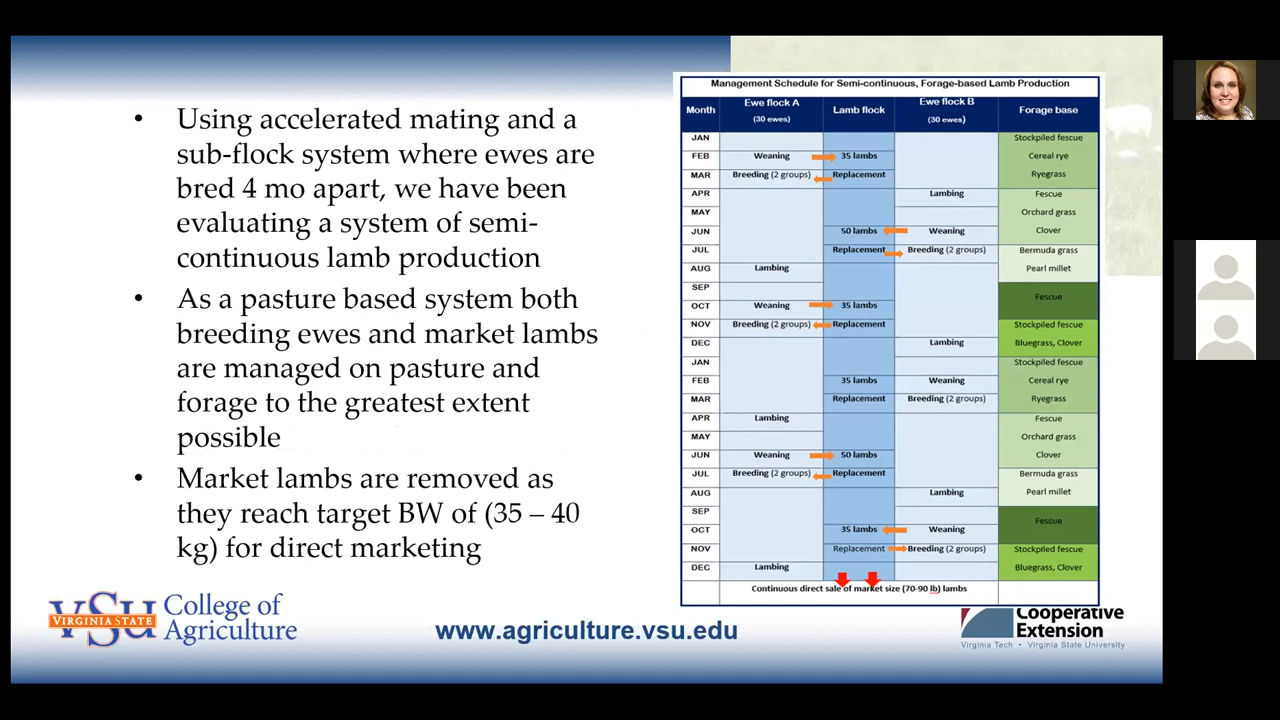 • Using accelerated mating and a
sub-flock system where ewes are
bred 4 mo apart, we have been
evaluating a system of semi-
continuous lamb production
• As a pasture based system both
breeding ewes and market lambs
are managed on pasture and
forage to the greatest extent
possible
• Market lambs are removed as
they reach target BW of (35 – 40
kg) for direct marketing
Management Schedule for Semi-continuous, Forage-based Lamb Production
Month Ewe flock A (30 ewes) Lamb flock Ewe flock B (30 ewes) Forage base
JAN Stockpiled fescue
FEB Weaning 35 lambs Cereal rye
MAR Breeding (2 groups) Replacement Ryegrass
APR Lambing Fescue
MAY Orchard grass
JUN 50 lambs Weaning Clover
JUL Replacement Breeding (2 groups) Bermuda grass
AUG Lambing Pearl millet
SEP Fescue
OCT Weaning 35 lambs
NOV Breeding (2 groups) Replacement Stockpiled fescue
DEC Lambing Bluegrass, Clover
JAN Stockpiled fescue
FEB 35 lambs Weaning Cereal rye
MAR Replacement Breeding (2 groups) Ryegrass
APR Lambing Fescue
MAY Orchard grass
JUN Weaning 50 lambs Clover
JUL Breeding (2 groups) Replacement Bermuda grass
AUG Lambing Pearl millet
SEP Fescue
OCT 35 lambs Weaning
NOV Replacement Breeding (2 groups) Stockpiled fescue
DEC Lambing Bluegrass, Clover
Continuous direct sale of market size (70-90 lb) lambs
VSU
VIRGINIA STATE
College of
Agriculture
www.agriculture.vsu.edu
Cooperative
Extension
Virginia Tech • Virginia State University